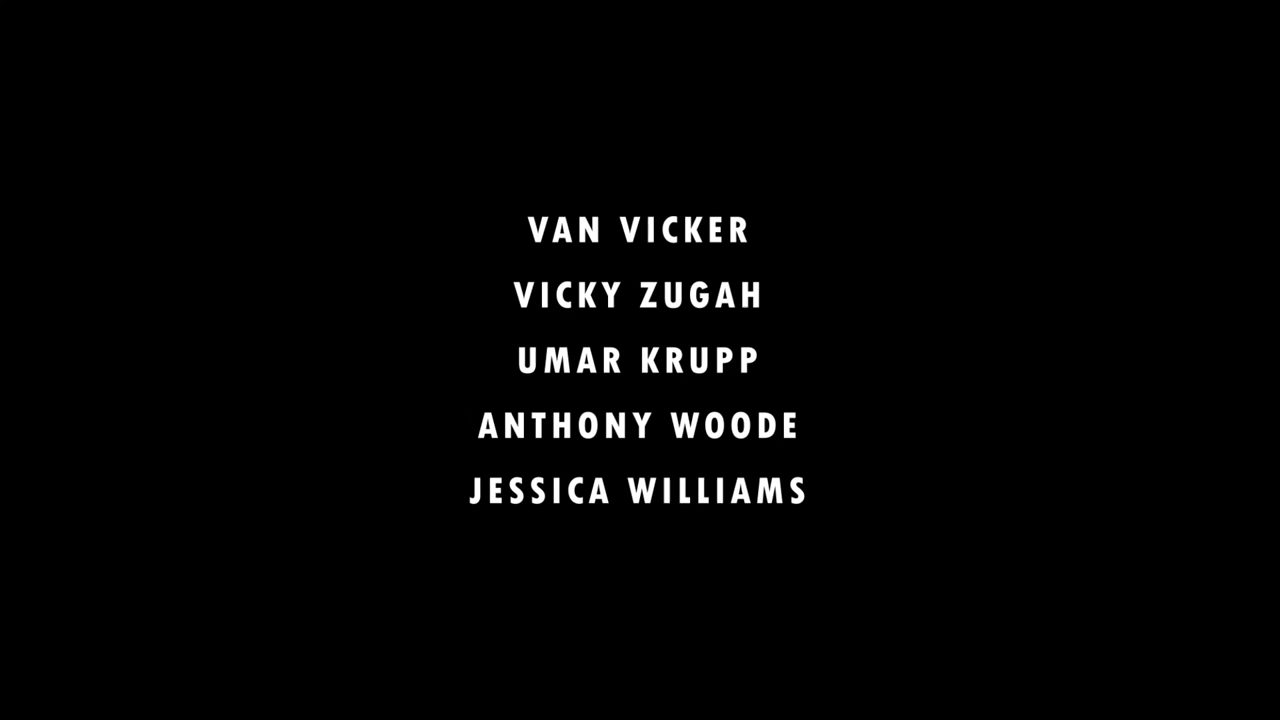 VAN VICKER
VICKY ZUGAH
UMAR KRUPP
ANTHONY WOODE
JESSICA WILLIAMS